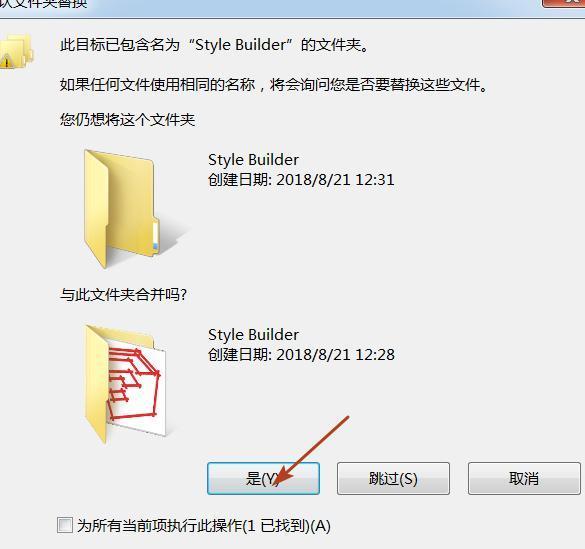 认文件夹替换
此目标已包含名为“Style Builder”的文件夹。
如果任何文件使用相同的名称，将会询问您是否要替换这些文件。
您仍想将这个文件夹
Style Builder
创建日期: 2018/8/21 12:31
与此文件夹合并吗?
Style Builder
创建日期: 2018/8/21 12:28
是(Y)
跳过(S)
取消
为所有当前项执行此操作(1 已找到)(A)